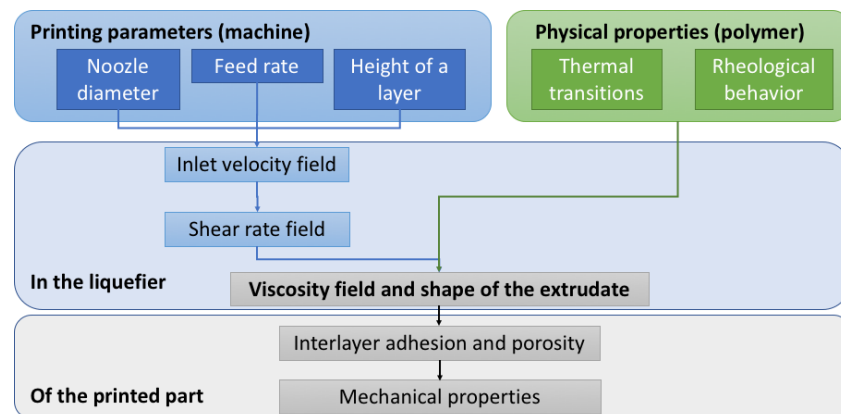 Printing parameters (machine)
Noozle
diameter
Feed rate
Height of a
layer
Physical properties (polymer)
Thermal
transitions
Rheological
behavior
Inlet velocity field
Shear rate field
In the liquefier
Viscosity field and shape of the extrudate
Interlayer adhesion and porosity
Of the printed part
Mechanical properties